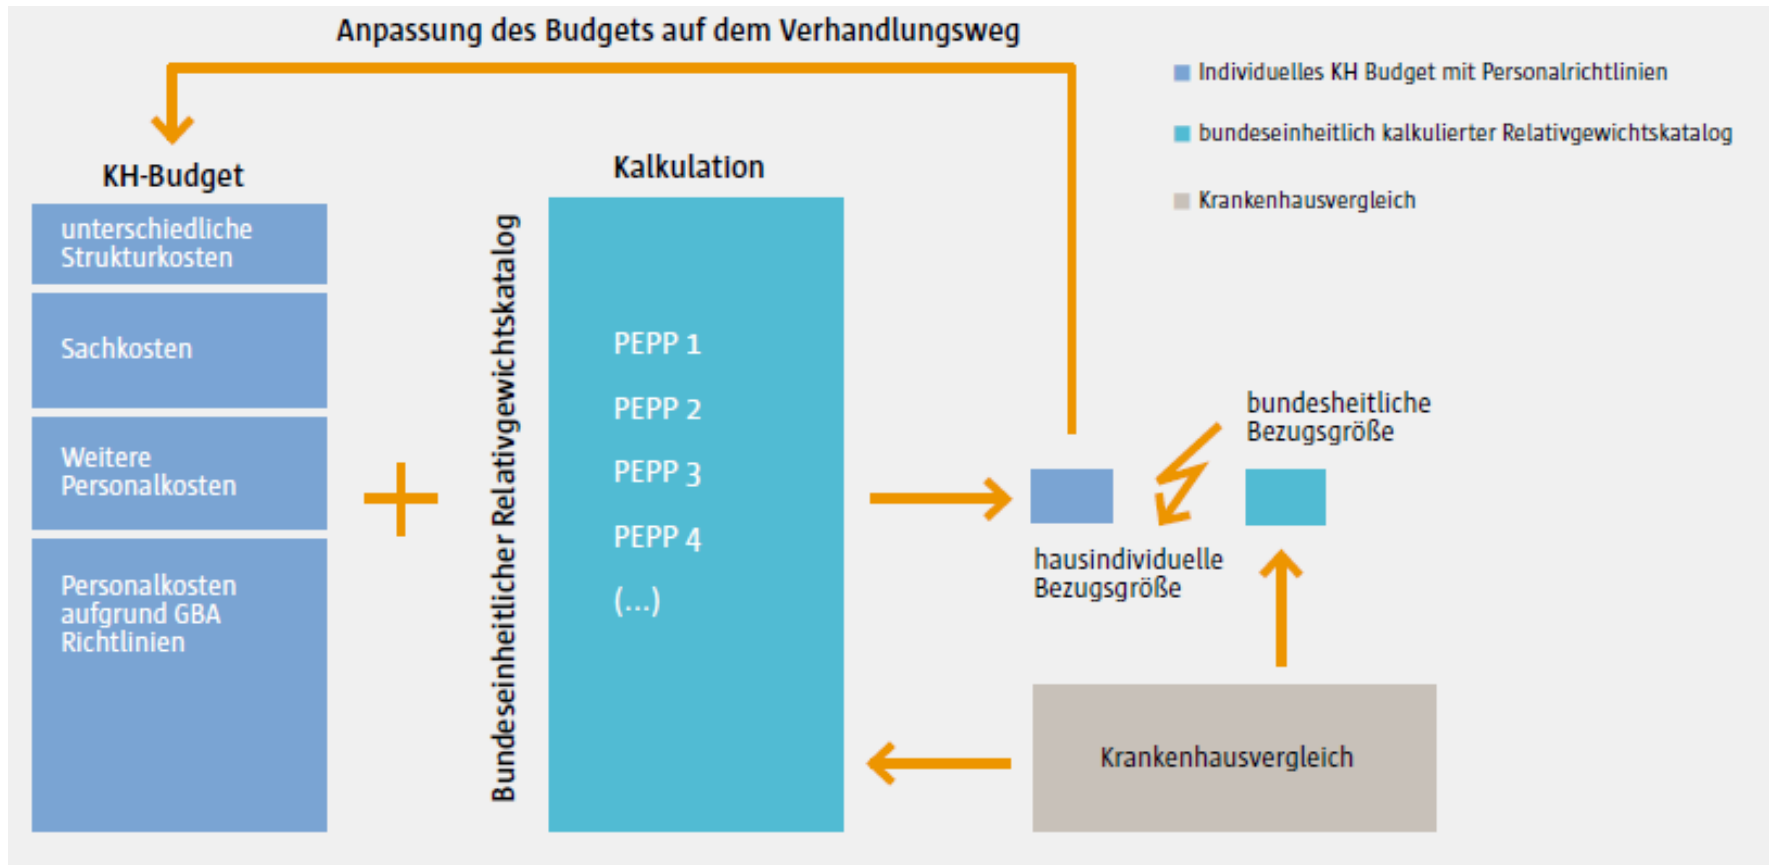 Anpassung des Budgets auf dem Verhandlungsweg
Individuelles KH Budget mit Personalrichtlinien
bundeseinheitlich kalkulierter Relativgewichtskatalog
Krankenhausvergleich
KH-Budget
unterschiedliche
Strukturkosten
Sachkosten
Weitere
Personalkosten
Personalkosten
aufgrund GBA
Richtlinien
Bundeseinheitlicher Relativgewichtskatalog
Kalkulation
PEPP 1
PEPP 2
PEPP 3
PEPP 4
(...)
bundesheitliche
Bezugsgröße
hausindividuelle
Bezugsgröße
Krankenhausvergleich